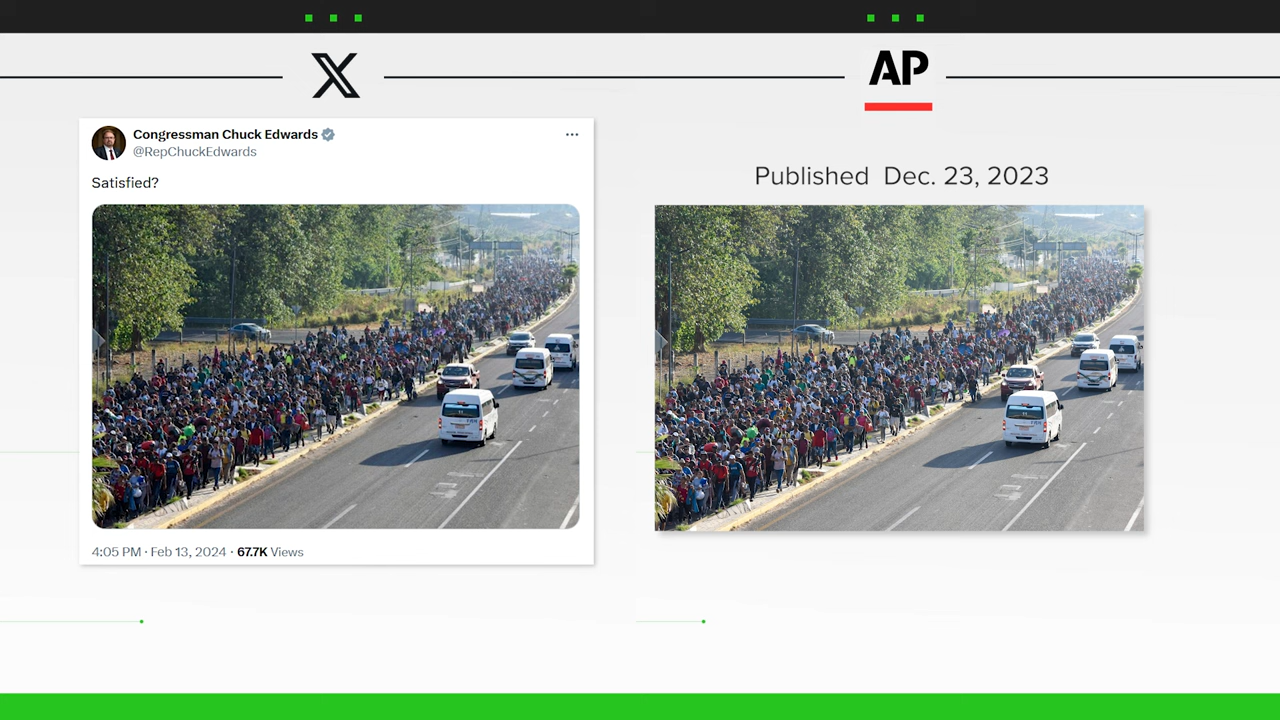 X
AP
Congressman Chuck Edwards
@RepChuckEdwards
Satisfied?
4:05 PM · Feb 13, 2024 · 67.7K Views
Published Dec. 23, 2023